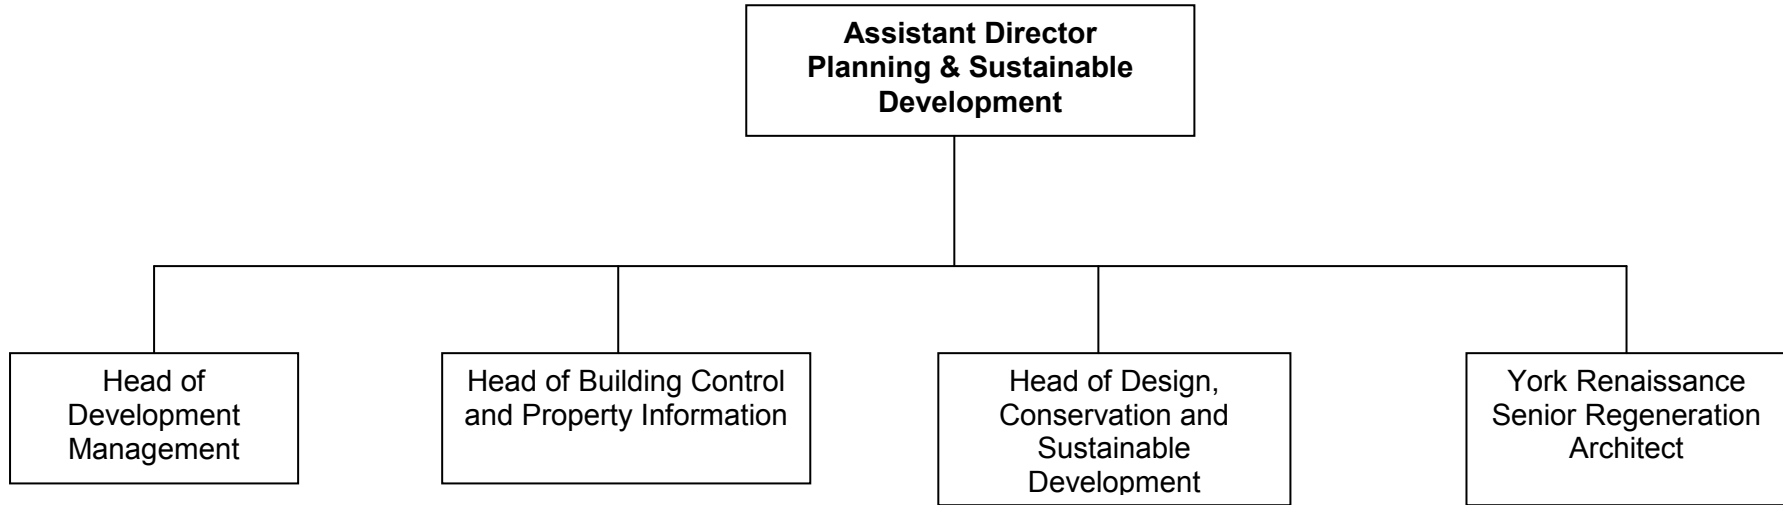 Assistant Director
Planning & Sustainable
Development
Head of
Development
Management
Head of Building Control
and Property Information
Head of Design,
Conservation and
Sustainable
Development
York Renaissance
Senior Regeneration
Architect